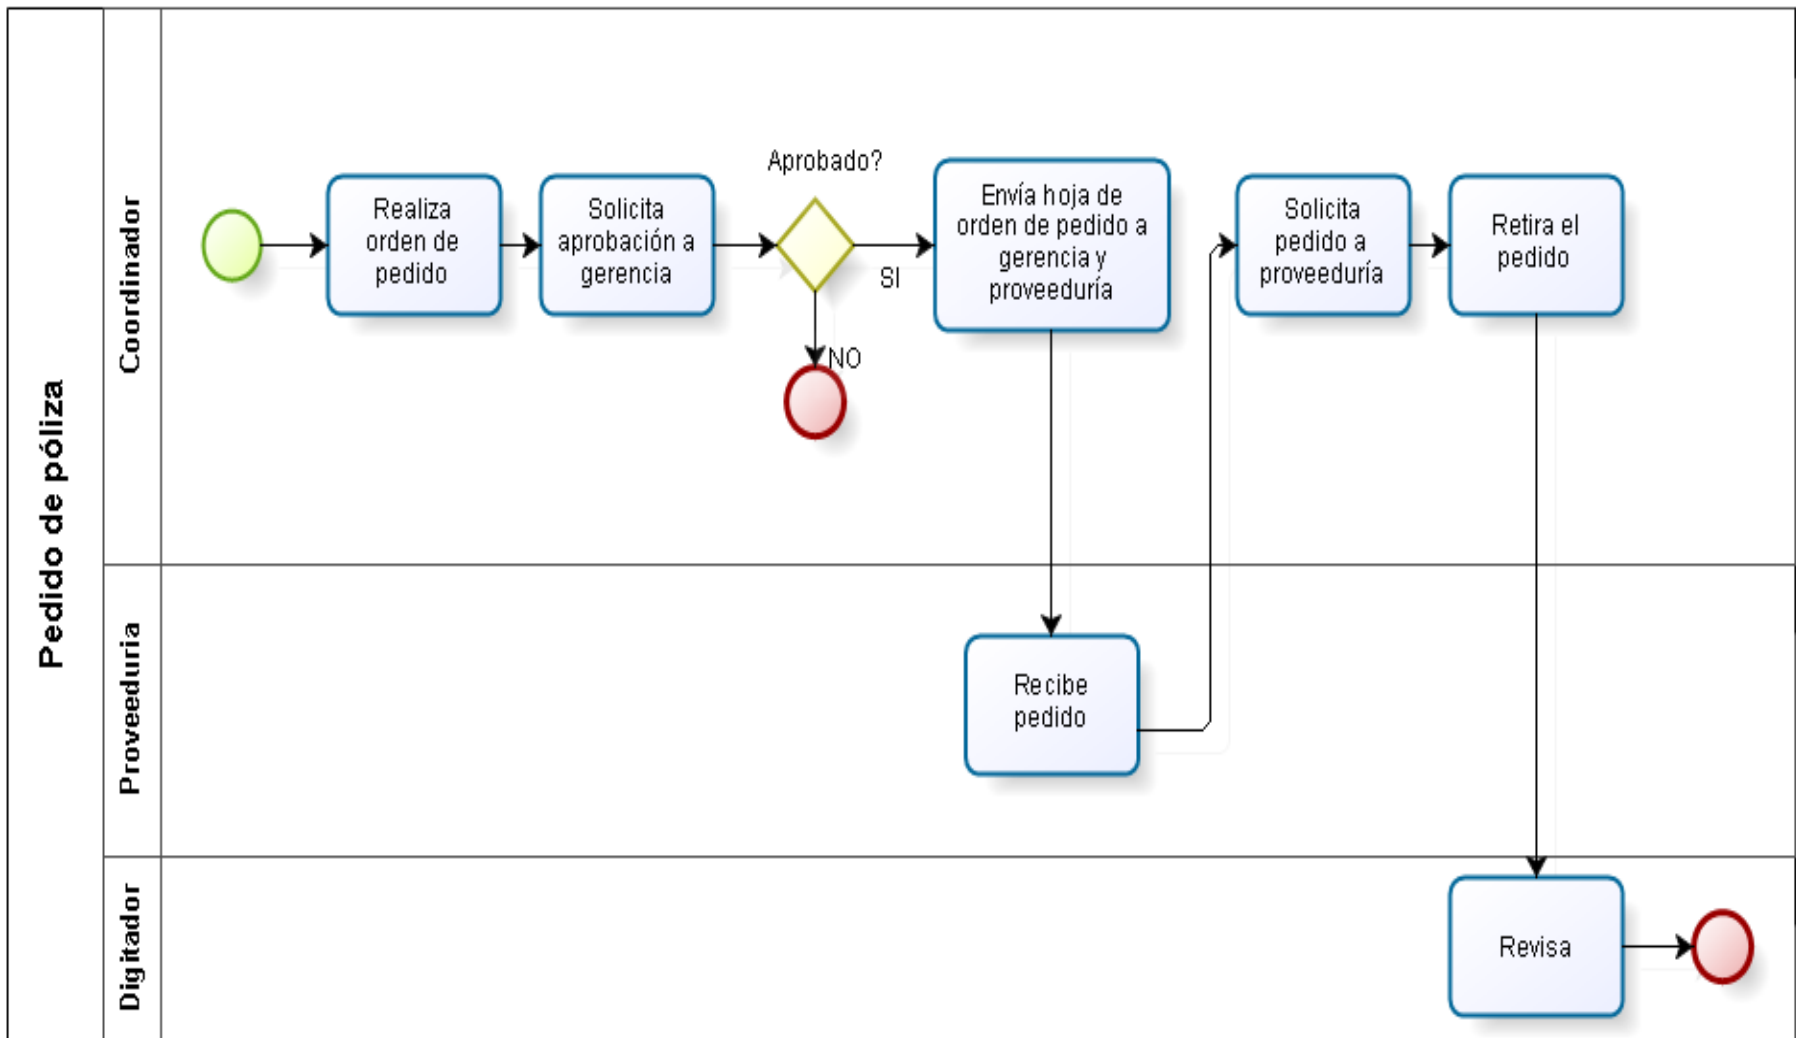 Pedido de póliza
Coordinador
Realiza
orden de
pedido
Solicita
aprobación a
gerencia
Aprobado?
SI
NO
Envía hoja de
orden de pedido a
gerencia y
proveeduría
Solicita
pedido a
proveeduría
Retira el
pedido
Proveeduria
Recibe
pedido
Digitador
Revisa